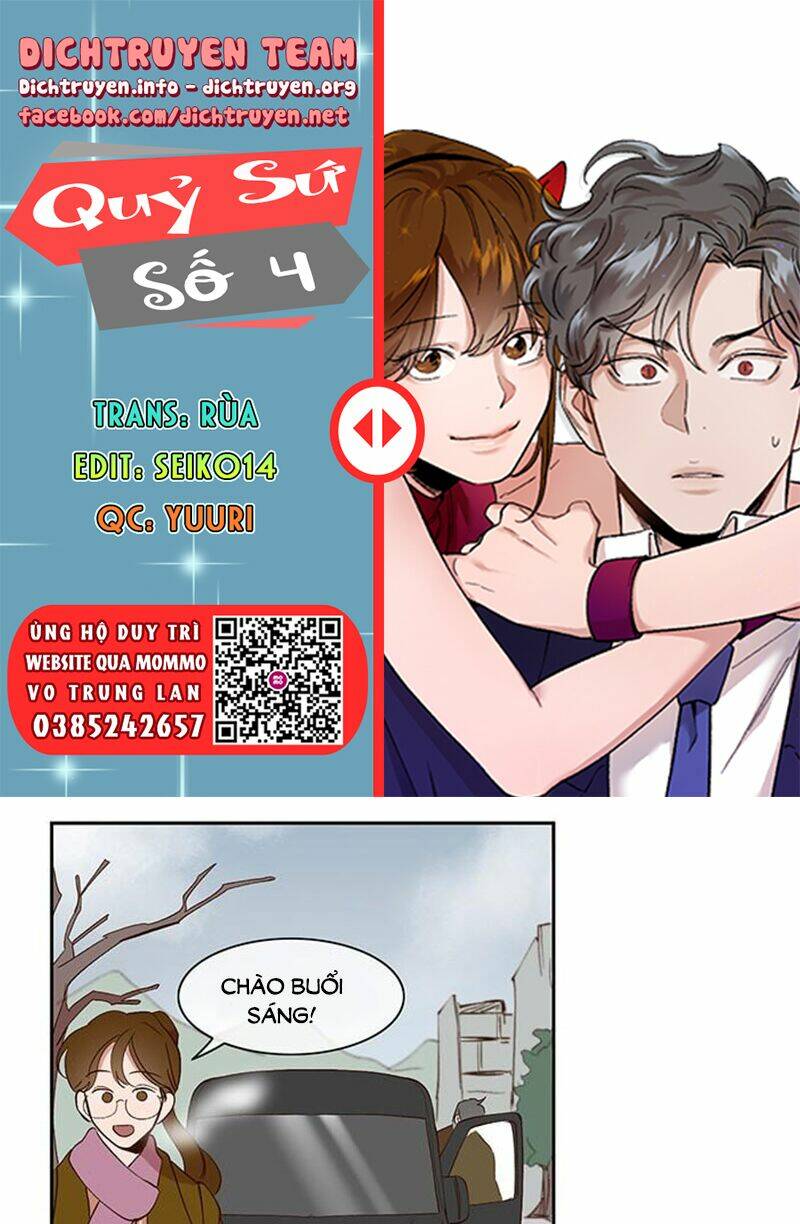 DICHTRUYEN TEAM
Dichtruyen.info - dichtruyen.org
facebook.com/dichtruyen.net
Quỷ Sứ
Số 4
TRANS: RÙA
EDIT: SEIKO14
QC: YUURI
ỦNG HỘ DUY TRÌ
WEBSITE QUA MOMMO
VO TRUNG LAN
0385242657
CHÀO BUỔI
SÁNG!